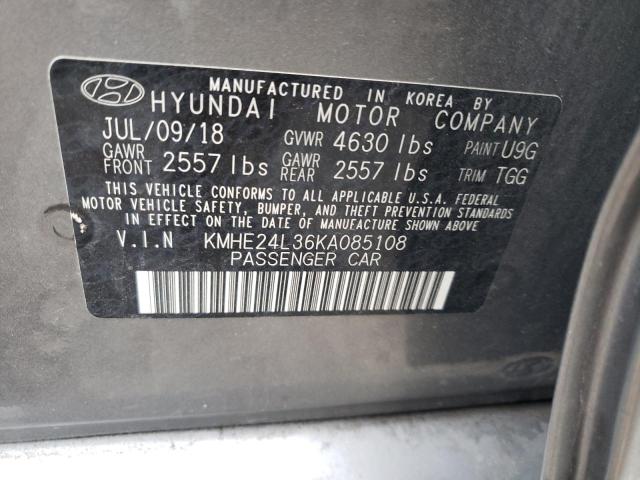 MANUFACTURED IN KOREA BY
HYUNDAI MOTOR COMPANY
JUL/09/18 GVWR 4630 lbs PAINT U9G
GAWR FRONT 2557 lbs GAWR REAR 2557 lbs TRIM TGG
THIS VEHICLE CONFORMS TO ALL APPLICABLE U.S.A. FEDERAL
MOTOR VEHICLE SAFETY, BUMPER, AND THEFT PREVENTION STANDARDS
IN EFFECT ON THE DATE OF MANUFACTURE SHOWN ABOVE.
V.I.N KMHE24L36KA085108
PASSENGER CAR